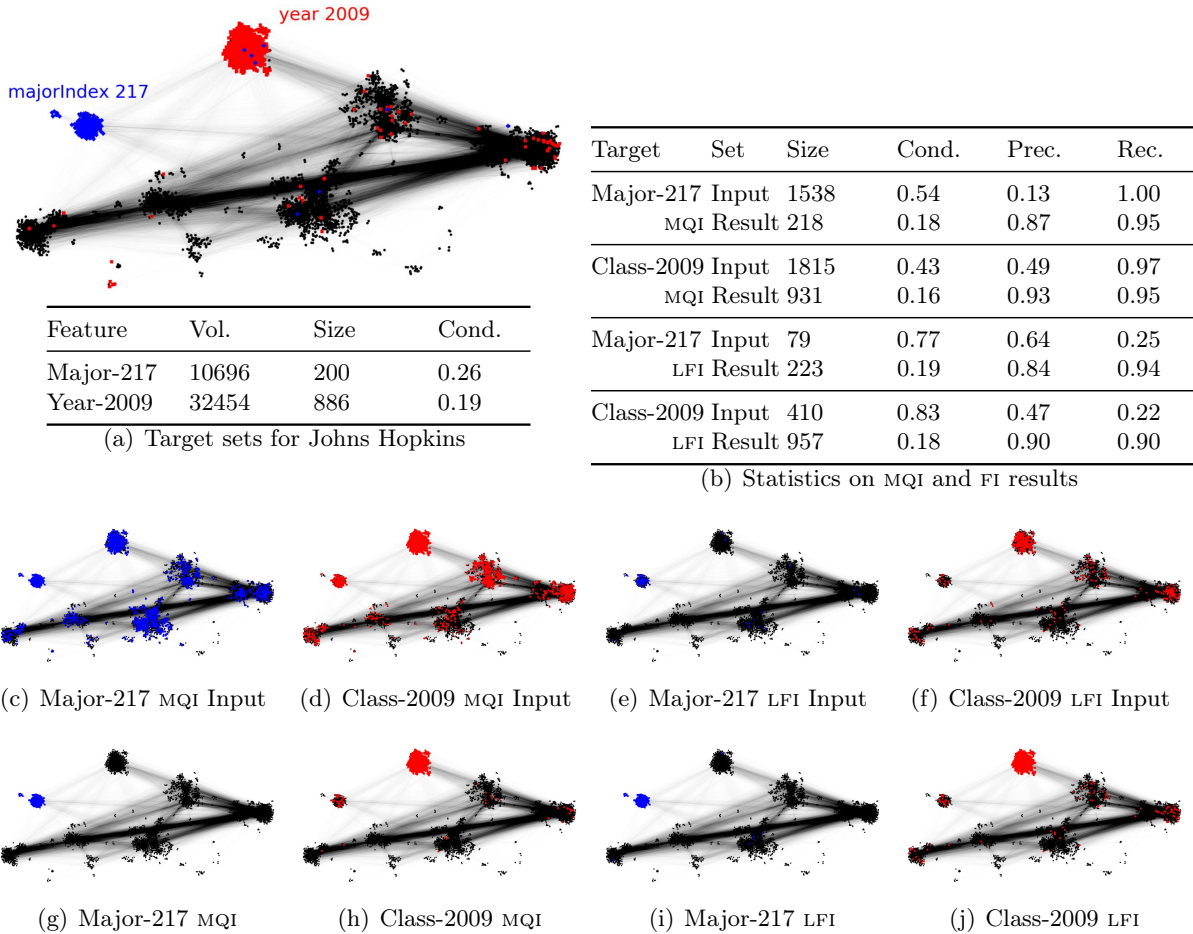 year 2009
majorIndex 217
Feature Vol. Size Cond.
Major-217 10696 200 0.26
Year-2009 32454 886 0.19
(a) Target sets for Johns Hopkins
Target Set Size Cond. Prec. Rec.
Major-217 Input 1538 0.54 0.13 1.00
MQI Result 218 0.18 0.87 0.95
Class-2009 Input 1815 0.43 0.49 0.97
MQI Result 931 0.16 0.93 0.95
Major-217 Input 79 0.77 0.64 0.25
LFI Result 223 0.19 0.84 0.94
Class-2009 Input 410 0.83 0.47 0.22
LFI Result 957 0.18 0.90 0.90
(b) Statistics on MQI and FI results
(c) Major-217 MQI Input
(d) Class-2009 MQI Input
(e) Major-217 LFI Input
(f) Class-2009 LFI Input
(g) Major-217 MQI
(h) Class-2009 MQI
(i) Major-217 LFI
(j) Class-2009 LFI